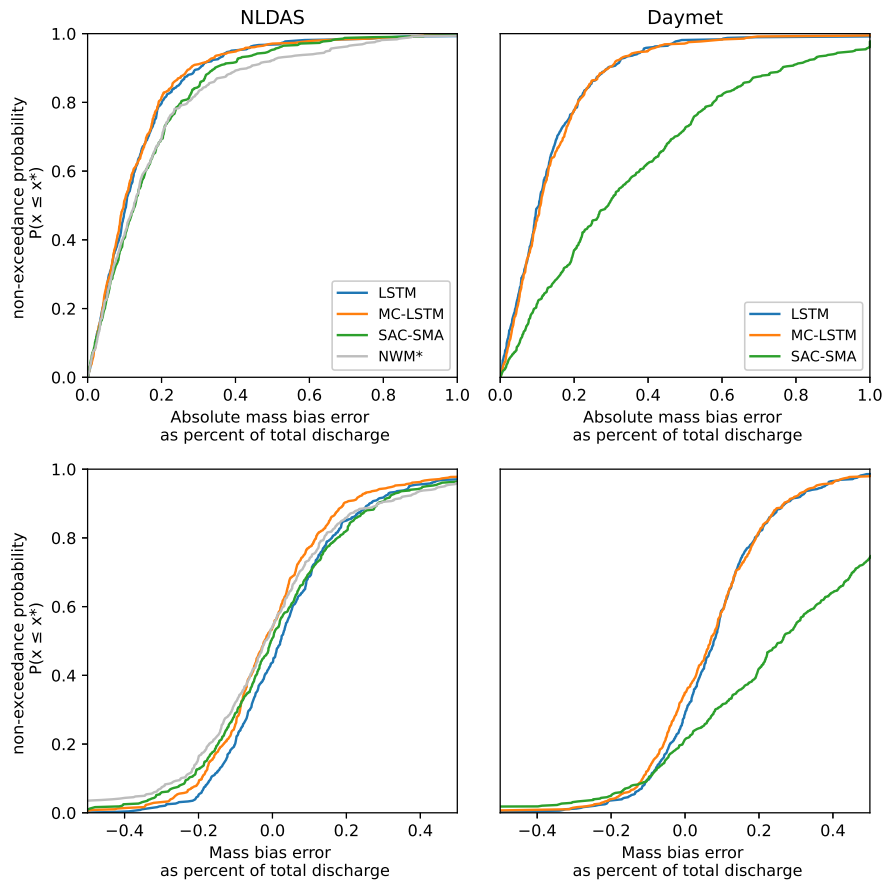 NLDAS
Daymet
non-exceedance probability
P(x ≤ x*)
1.0
0.8
0.6
0.4
0.2
0.0
LSTM
MC-LSTM
SAC-SMA
NWM*
0.0 0.2 0.4 0.6 0.8 1.0
Absolute mass bias error
as percent of total discharge
LSTM
MC-LSTM
SAC-SMA
0.0 0.2 0.4 0.6 0.8 1.0
Absolute mass bias error
as percent of total discharge
non-exceedance probability
P(x ≤ x*)
1.0
0.8
0.6
0.4
0.2
0.0
−0.4 −0.2 0.0 0.2 0.4
Mass bias error
as percent of total discharge
−0.4 −0.2 0.0 0.2 0.4
Mass bias error
as percent of total discharge